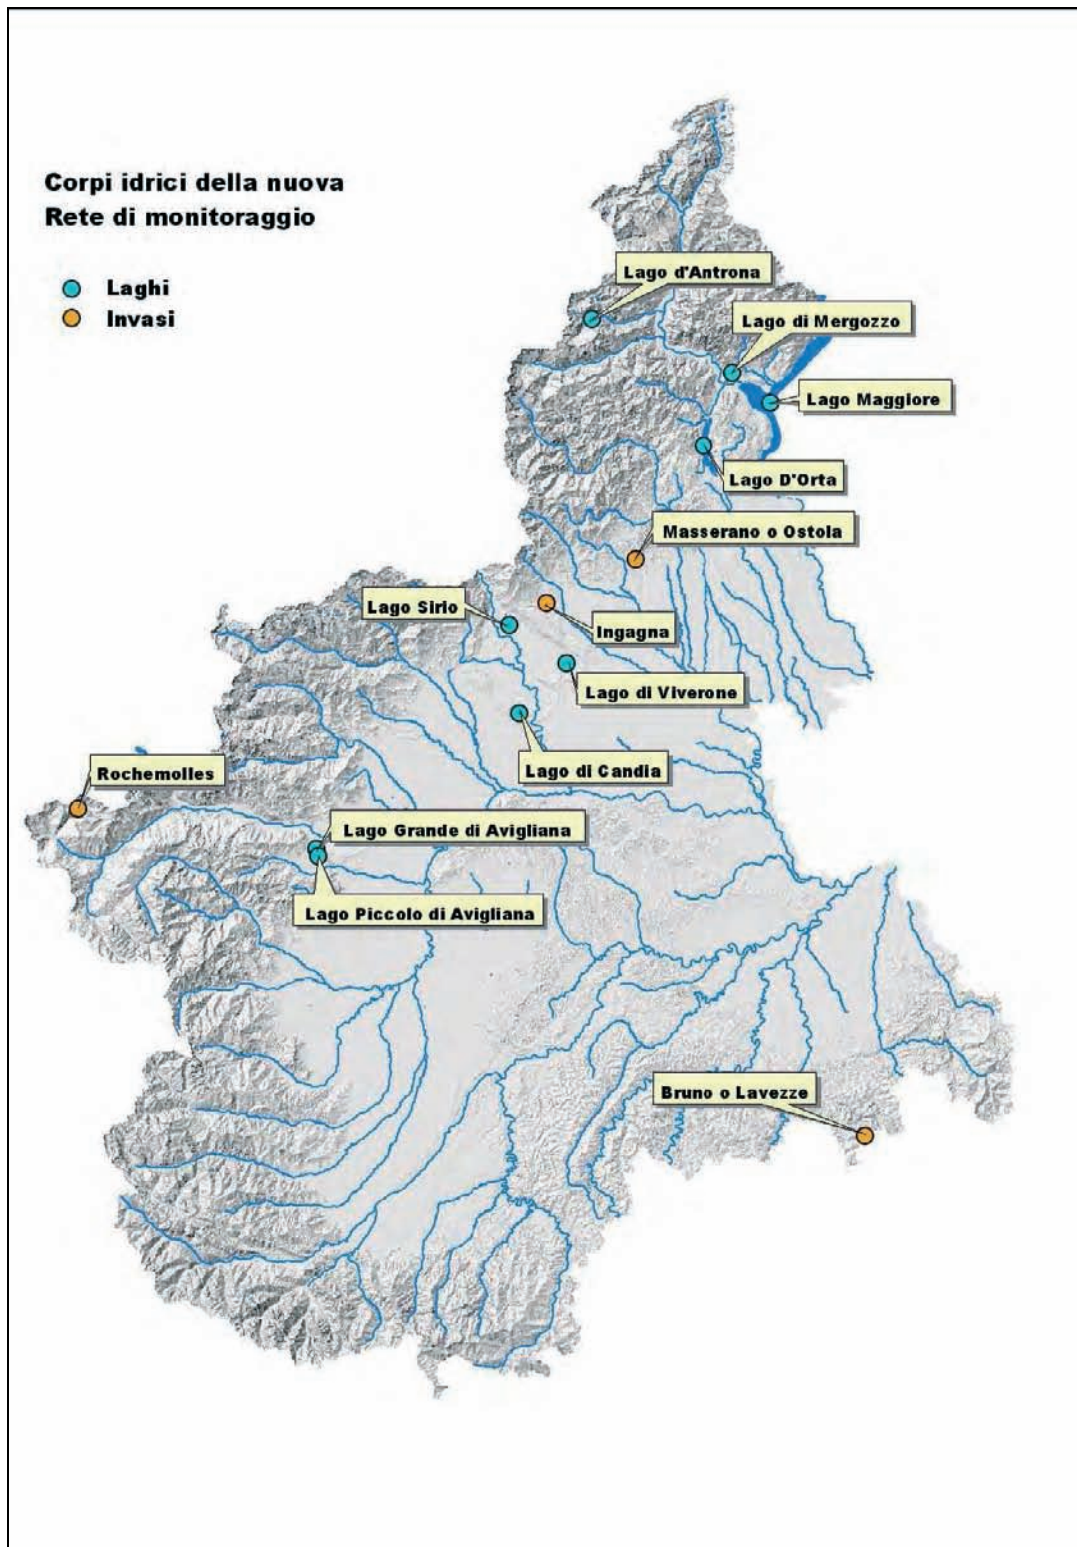 Corpi idrici della nuova
Rete di monitoraggio
Laghi
Invasi
Lago d'Antrona
Lago di Mergozzo
Lago Maggiore
Lago D'Orta
Masserano o Ostola
Lago Sirio
Ingagna
Lago di Viverone
Lago di Candia
Rochemolles
Lago Grande di Avigliana
Lago Piccolo di Avigliana
Bruno o Lavezze